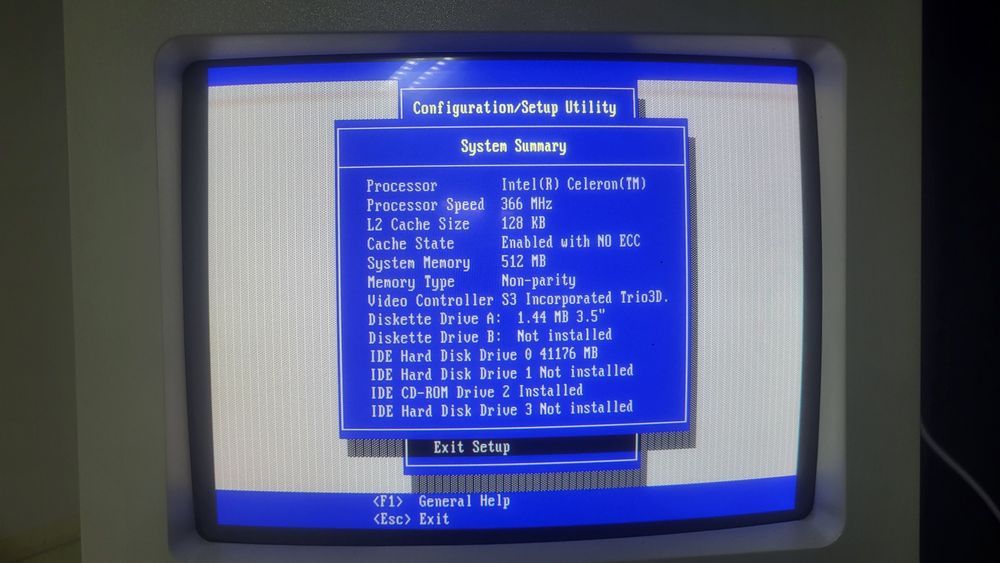 Configuration/Setup Utility
System Summary
Processor Intel(R) Celeron(TM)
Processor Speed 366 MHz
L2 Cache Size 128 KB
Cache State Enabled with NO ECC
System Memory 512 MB
Memory Type Non-parity
Video Controller S3 Incorporated Trio3D.
Diskette Drive A: 1.44 MB 3.5"
Diskette Drive B: Not installed
IDE Hard Disk Drive 0 41176 MB
IDE Hard Disk Drive 1 Not installed
IDE CD-ROM Drive 2 Installed
IDE Hard Disk Drive 3 Not installed
Exit Setup
<F1> General Help
<Esc> Exit